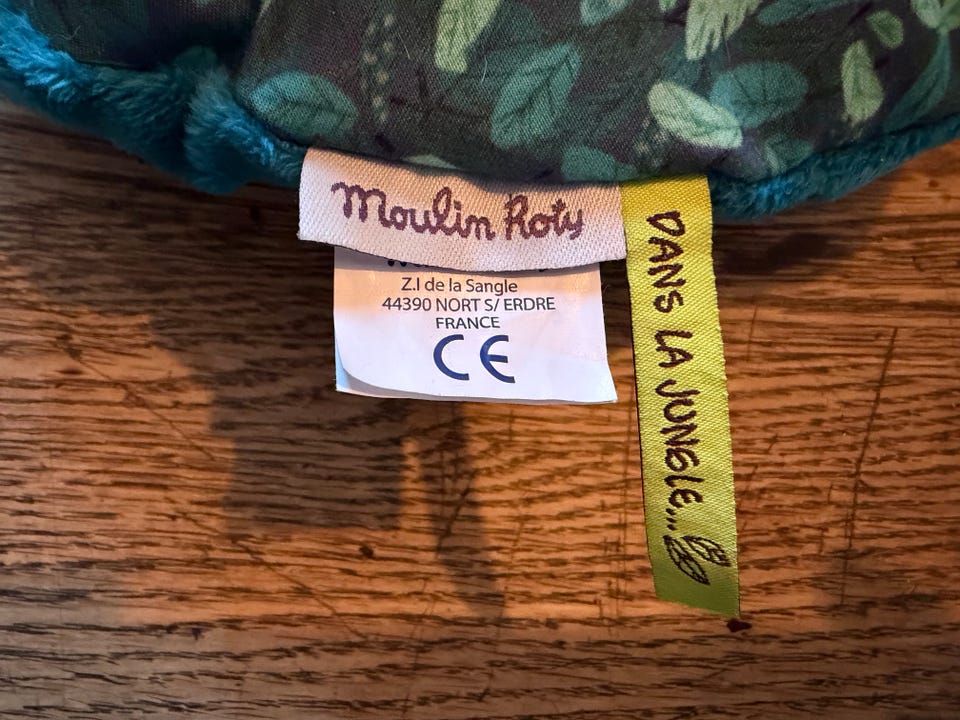 Moulin Roty
Z.I de la Sangle
44390 NORT S/ ERDRE
FRANCE
CE
DANS LA JUNGLE...